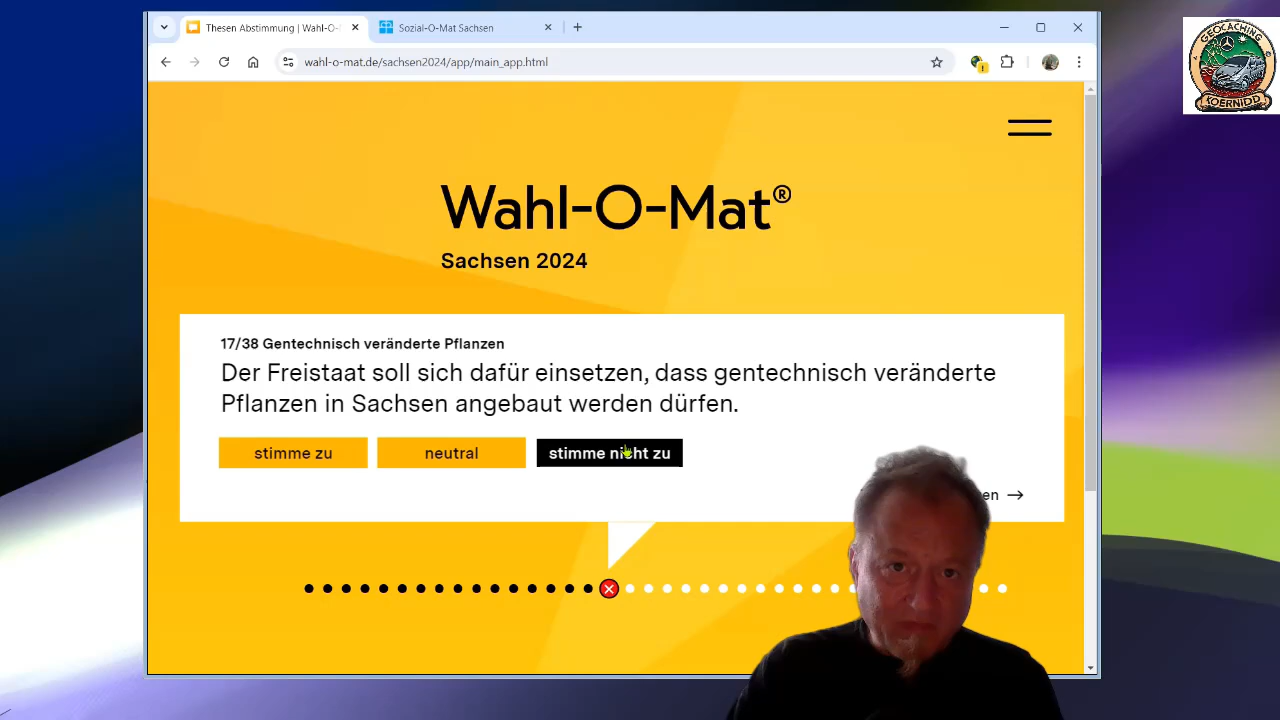 Thesen Abstimmung | Wahl-O-
Sozial-O-Mat Sachsen
wahl-o-mat.de/sachsen2024/app/main_app.html
GEOCACHING
KOERNIDD
Wahl-O-Mat®
Sachsen 2024
17/38 Gentechnisch veränderte Pflanzen
Der Freistaat soll sich dafür einsetzen, dass gentechnisch veränderte
Pflanzen in Sachsen angebaut werden dürfen.
stimme zu
neutral
stimme nicht zu
en →